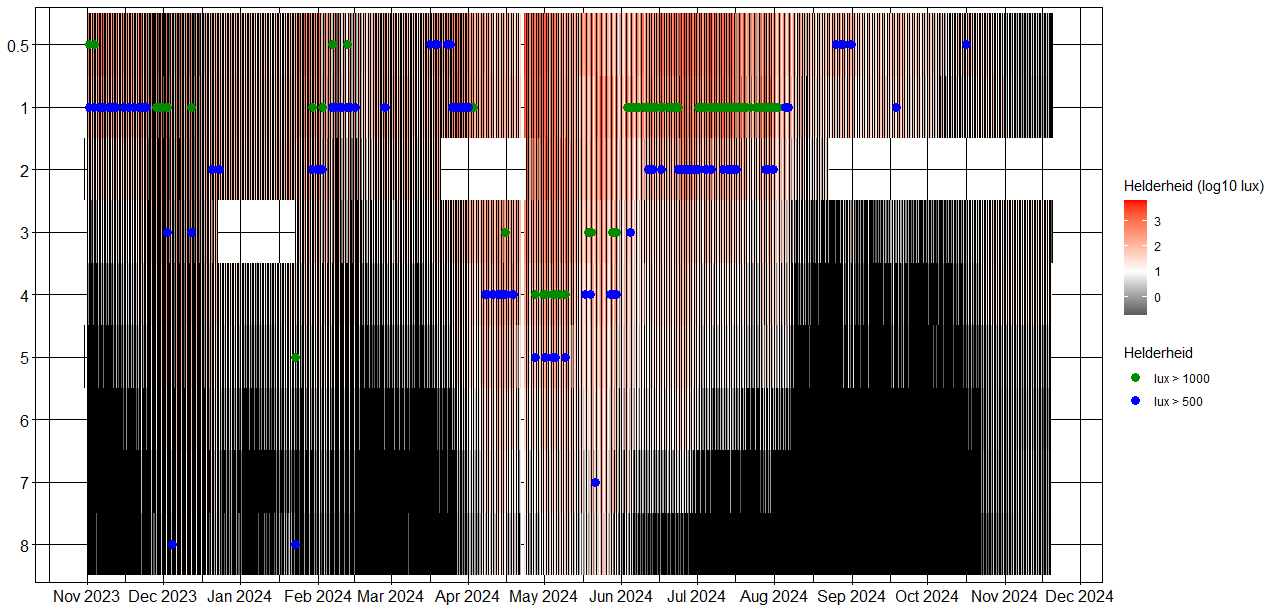 0.5
1
2
3
4
5
6
7
8
Nov 2023 Dec 2023 Jan 2024 Feb 2024 Mar 2024 Apr 2024 May 2024 Jun 2024 Jul 2024 Aug 2024 Sep 2024 Oct 2024 Nov 2024 Dec 2024
Helderheid (log10 lux)
3
2
1
0
Helderheid
lux > 1000
lux > 500